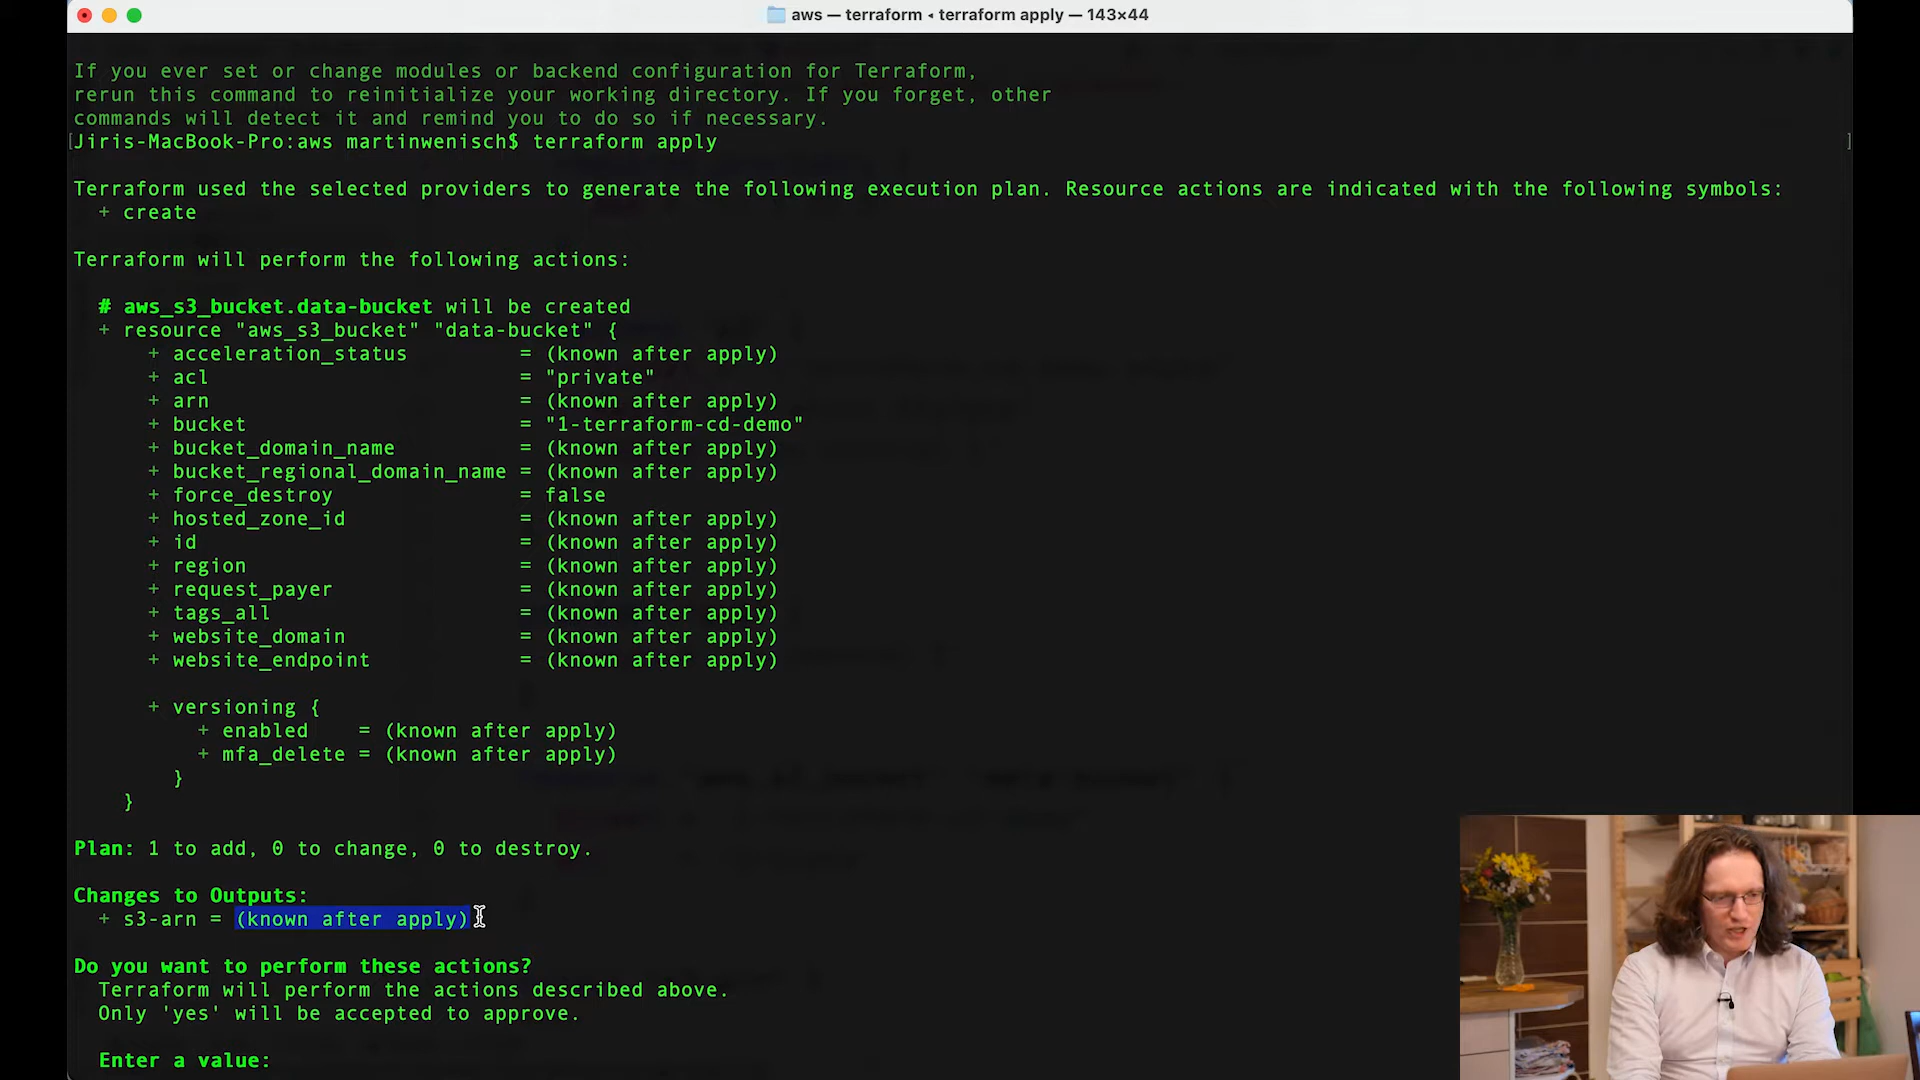 aws — terraform ◂ terraform apply — 143×44
If you ever set or change modules or backend configuration for Terraform,
rerun this command to reinitialize your working directory. If you forget, other
commands will detect it and remind you to do so if necessary.
[Jiris-MacBook-Pro:aws martinwenisch$ terraform apply ]
Terraform used the selected providers to generate the following execution plan. Resource actions are indicated with the following symbols:
+ create
Terraform will perform the following actions:
# aws_s3_bucket.data-bucket will be created
+ resource "aws_s3_bucket" "data-bucket" {
+ acceleration_status = (known after apply)
+ acl = "private"
+ arn = (known after apply)
+ bucket = "1-terraform-cd-demo"
+ bucket_domain_name = (known after apply)
+ bucket_regional_domain_name = (known after apply)
+ force_destroy = false
+ hosted_zone_id = (known after apply)
+ id = (known after apply)
+ region = (known after apply)
+ request_payer = (known after apply)
+ tags_all = (known after apply)
+ website_domain = (known after apply)
+ website_endpoint = (known after apply)
+ versioning {
+ enabled = (known after apply)
+ mfa_delete = (known after apply)
}
}
Plan: 1 to add, 0 to change, 0 to destroy.
Changes to Outputs:
+ s3-arn = (known after apply)
Do you want to perform these actions?
Terraform will perform the actions described above.
Only 'yes' will be accepted to approve.
Enter a value: